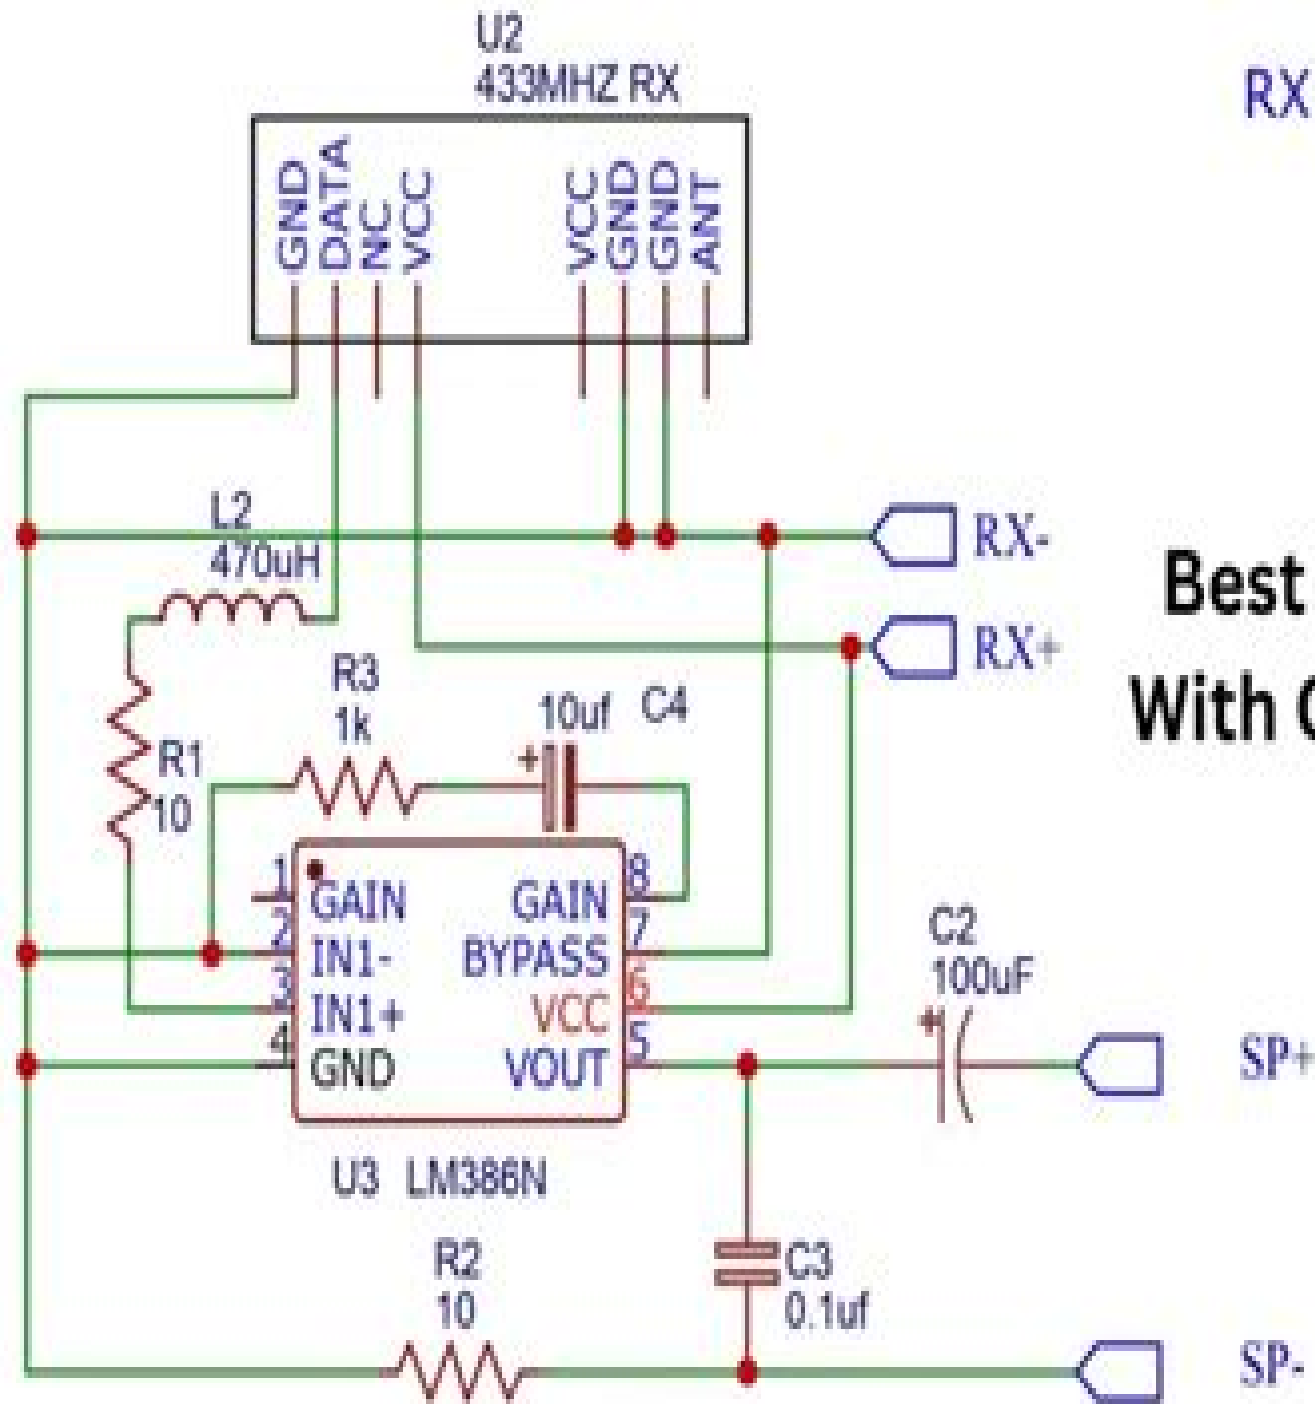 U2
433MHZ RX
RX
GND
DATA
NC
VCC
VCC
GND
GND
ANT
L2
470uH
RX-
RX+
Best
With
R3
1k
10uf
C4
+
R1
10
1
GAIN
GAIN
8
2
IN1-
BYPASS
7
3
IN1+
VCC
6
4
GND
VOUT
5
C2
100uF
+
SP+
U3 LM386N
R2
10
C3
0.1uf
SP-